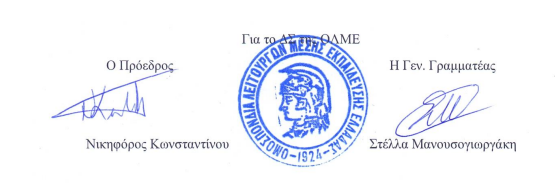 Για το ΔΣ της ΟΛΜΕ
Ο Πρόεδρος
Η Γεν. Γραμματέας
ΟΜΟΣΠΟΝΔΙΑ ΛΕΙΤΟΥΡΓΩΝ ΜΕΣΗΣ ΕΚΠΑΙΔΕΥΣΗΣ ΕΛΛΑΔΑΣ
-1924-
Νικηφόρος Κωνσταντίνου
Στέλλα Μανουσογιωργάκη